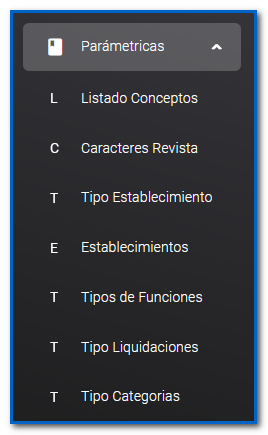 Parámetricas
L Listado Conceptos
C Caracteres Revista
T Tipo Establecimiento
E Establecimientos
T Tipos de Funciones
T Tipo Liquidaciones
T Tipo Categorias